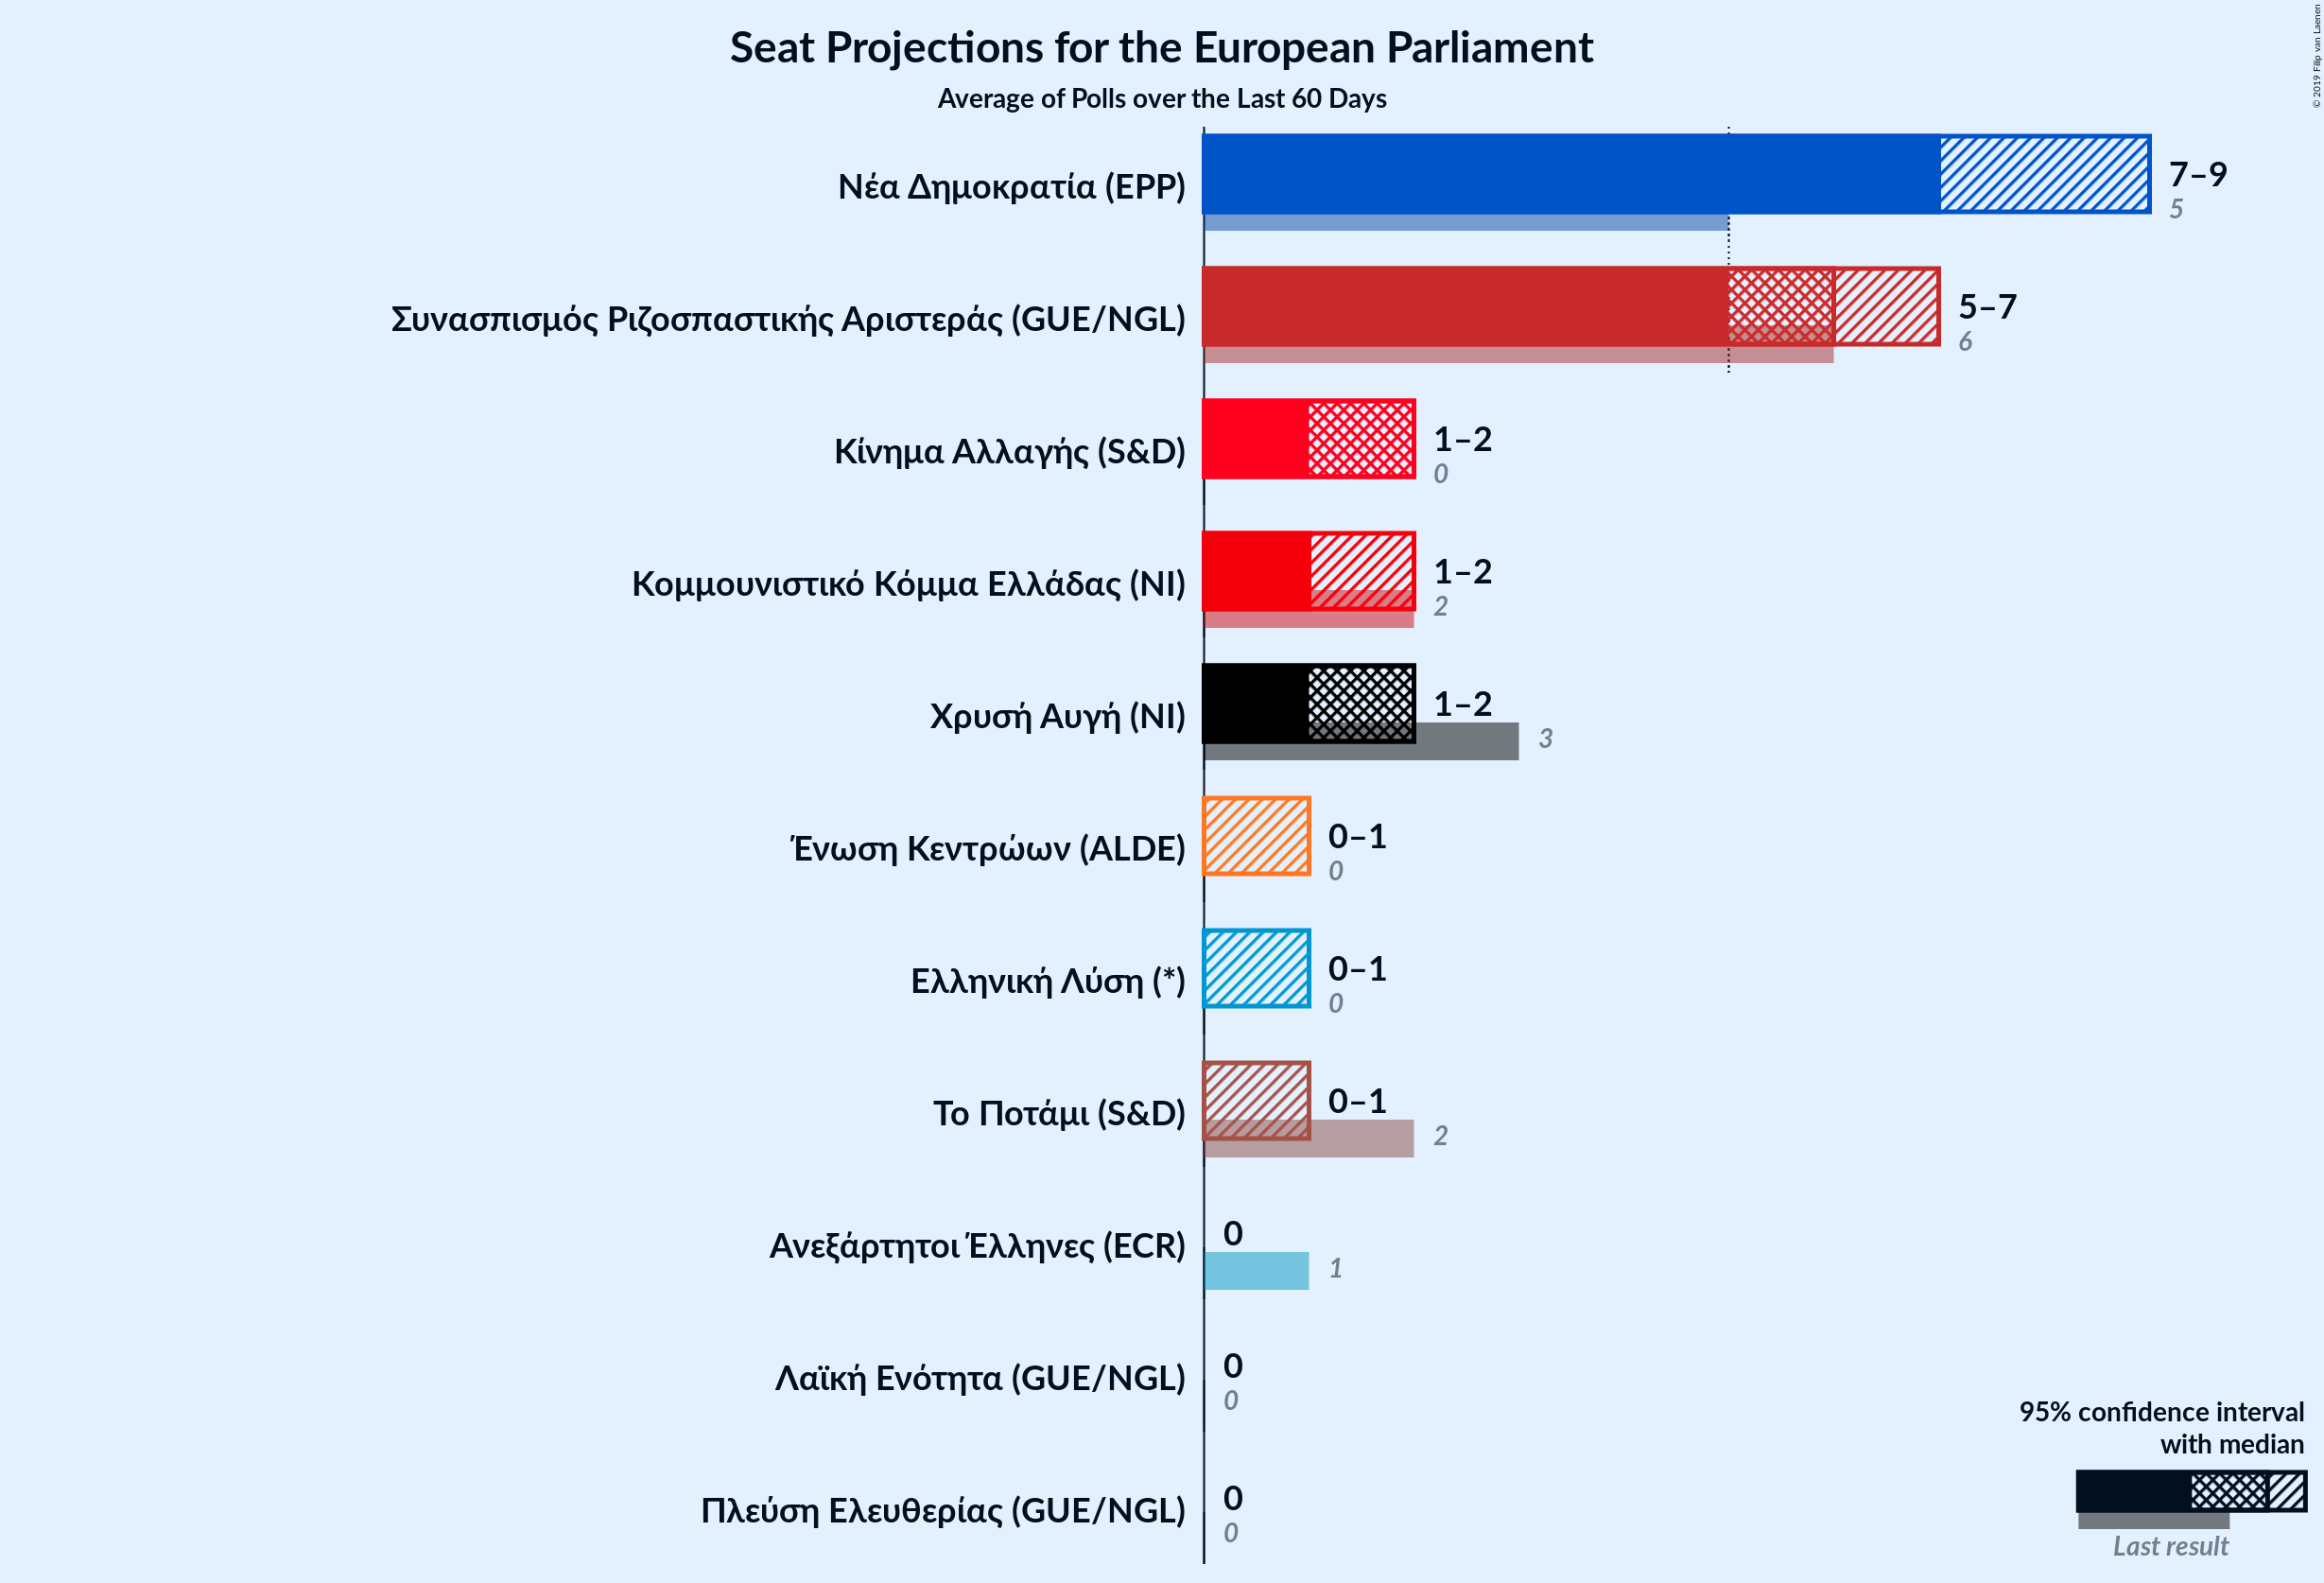 Seat Projections for the European Parliament
Average of Polls over the Last 60 Days
© 2019 Filip van Laenen
Νέα Δημοκρατία (EPP)
7–9
5
Συνασπισμός Ριζοσπαστικής Αριστεράς (GUE/NGL)
5–7
6
Κίνημα Αλλαγής (S&D)
1–2
0
Κομμουνιστικό Κόμμα Ελλάδας (NI)
1–2
2
Χρυσή Αυγή (NI)
1–2
3
Ένωση Κεντρώων (ALDE)
0–1
0
Ελληνική Λύση (*)
0–1
0
Το Ποτάμι (S&D)
0–1
2
Ανεξάρτητοι Έλληνες (ECR)
0
1
Λαϊκή Ενότητα (GUE/NGL)
0
0
Πλεύση Ελευθερίας (GUE/NGL)
0
0
95% confidence interval
with median
Last result